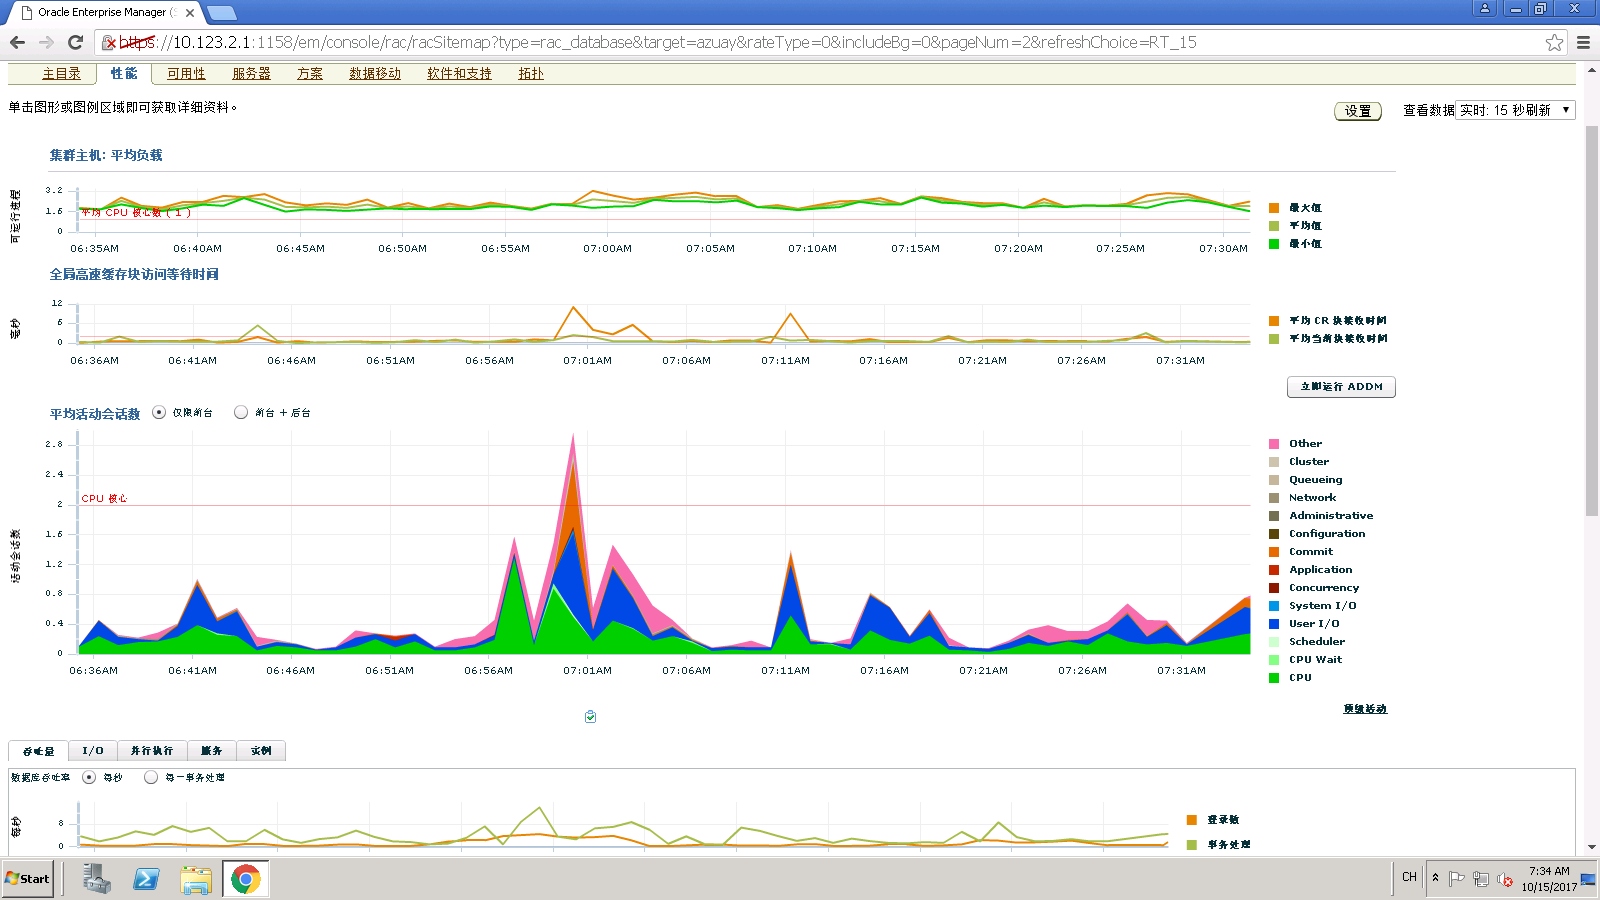 Oracle Enterprise Manager (
https://10.123.2.1:1158/em/console/rac/racSitemap?type=rac_database&target=azuay&rateType=0&includeBg=0&pageNum=2&refreshChoice=RT_15
主目录 性能 可用性 服务器 方案 数据移动 软件和支持 拓扑
单击图形或图例区域即可获取详细资料。
设置 查看数据 实时: 15 秒刷新
集群主机: 平均负载
可运行进程
3.2
1.6
0
平均 CPU 核心数 ( 1 )
06:35AM 06:40AM 06:45AM 06:50AM 06:55AM 07:00AM 07:05AM 07:10AM 07:15AM 07:20AM 07:25AM 07:30AM
最大值
平均值
最小值
全局高速缓存块访问等待时间
毫秒
12
6
0
06:36AM 06:41AM 06:46AM 06:51AM 06:56AM 07:01AM 07:06AM 07:11AM 07:16AM 07:21AM 07:26AM 07:31AM
平均 CR 块接收时间
平均当前块接收时间
立即运行 ADDM
平均活动会话数 仅限前台 前台 + 后台
活动会话数
2.8
2.4
2
1.6
1.2
0.8
0.4
0
CPU 核心
06:36AM 06:41AM 06:46AM 06:51AM 06:56AM 07:01AM 07:06AM 07:11AM 07:16AM 07:21AM 07:26AM 07:31AM
Other
Cluster
Queueing
Network
Administrative
Configuration
Commit
Application
Concurrency
System I/O
User I/O
Scheduler
CPU Wait
CPU
顶级活动
吞吐量 I/O 并行执行 服务 实例
数据库吞吐率 每秒 每一事务处理
每秒
8
0
登录数
事务处理
Start
CH
7:34 AM
10/15/2017